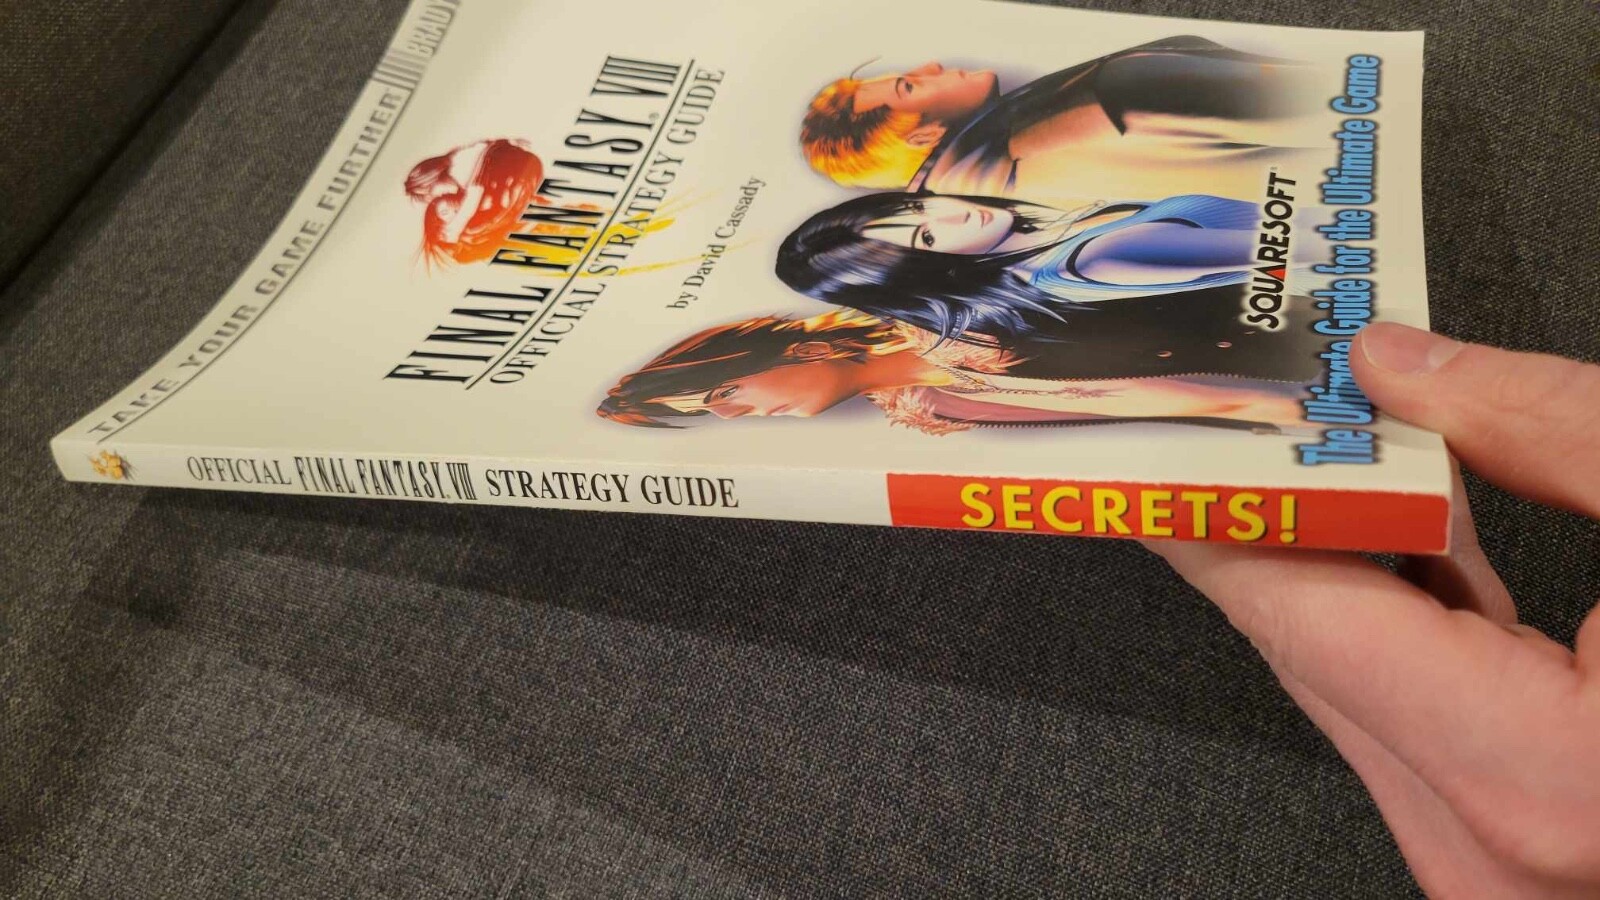 TAKE YOUR GAME FURTHER
BRADY
FINAL FANTASY VIII
OFFICIAL STRATEGY GUIDE
by David Cassady
SQUARESOFT
The Ultimate Guide for the Ultimate Game
OFFICIAL FINAL FANTASY VIII STRATEGY GUIDE
SECRETS!